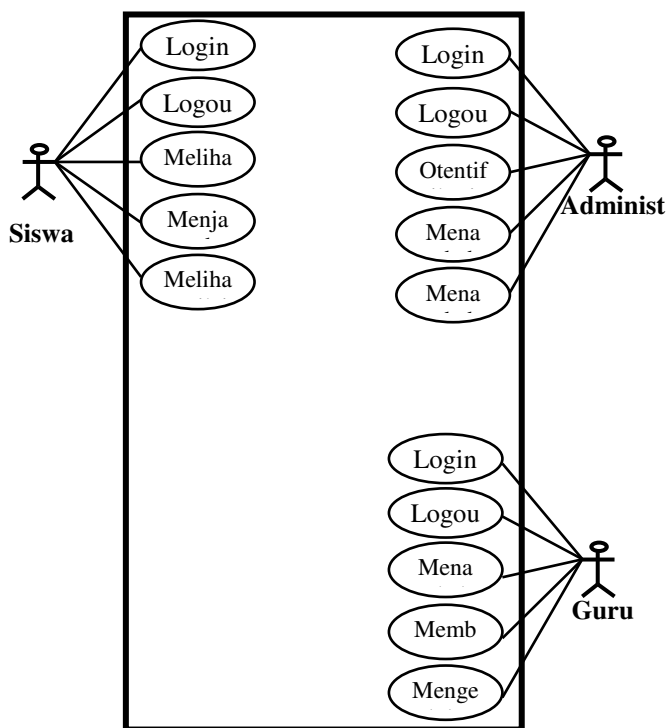 Login
Logou
Meliha
Menja
Meliha
Siswa
Login
Logou
Otentif
Mena
Mena
Administ
Login
Logou
Mena
Memb
Menge
Guru